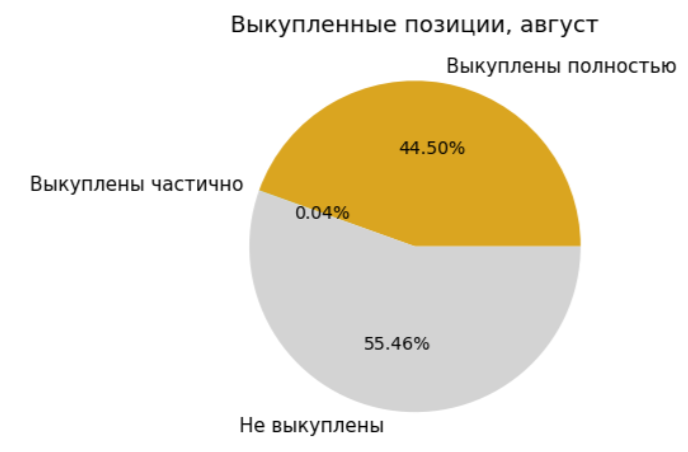 Выкупленные позиции, август
Выкуплены полностью
44.50%
Выкуплены частично
0.04%
55.46%
Не выкуплены